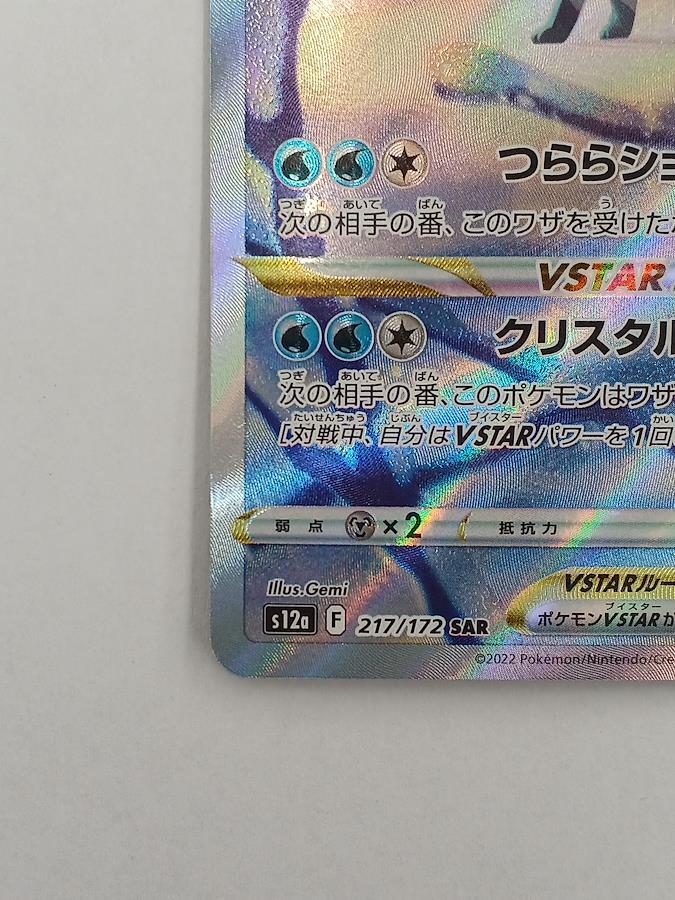 つららショ
つぎ あいて ばん う
次の相手の番、このワザを受けたポ
VSTAR
クリスタル
つぎ あいて ばん
次の相手の番、このポケモンはワザ
たいせんちゅう じぶん ブイスター かい
[対戦中、自分はVSTARパワーを1回
弱点 ×2 抵抗力
Illus.Gemi
VSTARルー
s12a F 217/172 SAR
ブイスター
ポケモンVSTARが
©2022 Pokémon/Nintendo/Cre